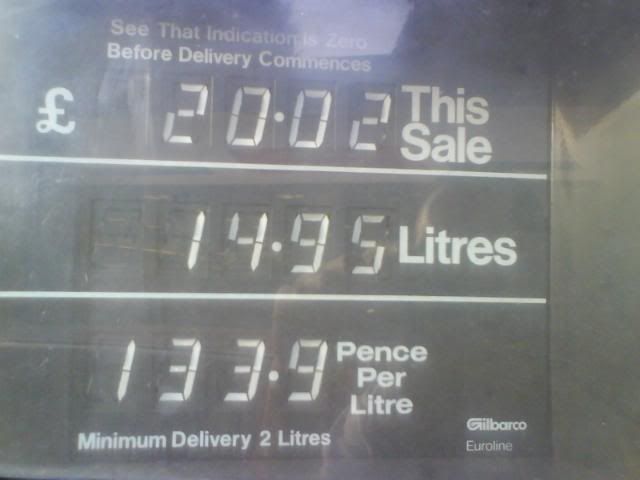 See That Indication is Zero
Before Delivery Commences
£ 20.02 This Sale
14.95 Litres
133.9 Pence Per Litre
Minimum Delivery 2 Litres
Gilbarco
Euroline